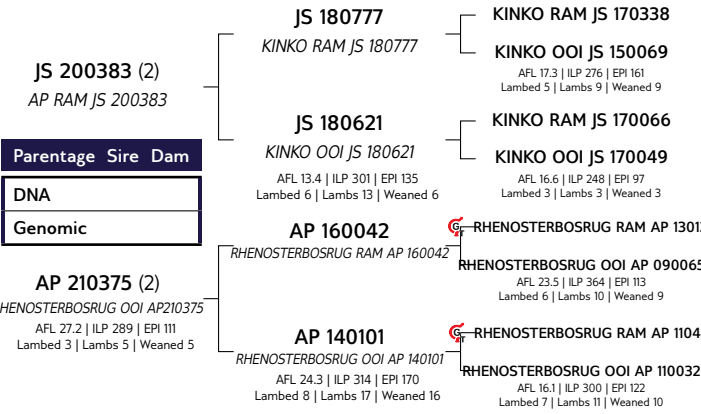 JS 200383 (2)
AP RAM JS 200383
Parentage Sire Dam
DNA
Genomic
AP 210375 (2)
HENOSTERBOSRUG OOI AP210375
AFL 27.2 | ILP 289 | EPI 111
Lambed 3 | Lambs 5 | Weaned 5
JS 180777
KINKO RAM JS 180777
JS 180621
KINKO OOI JS 180621
AFL 13.4 | ILP 301 | EPI 135
Lambed 6 | Lambs 13 | Weaned 6
AP 160042
RHENOSTERBOSRUG RAM AP 160042
AP 140101
RHENOSTERBOSRUG OOI AP 140101
AFL 24.3 | ILP 314 | EPI 170
Lambed 8 | Lambs 17 | Weaned 16
KINKO RAM JS 170338
KINKO OOI JS 150069
AFL 17.3 | ILP 276 | EPI 161
Lambed 5 | Lambs 9 | Weaned 9
KINKO RAM JS 170066
KINKO OOI JS 170049
AFL 16.6 | ILP 248 | EPI 97
Lambed 3 | Lambs 3 | Weaned 3
RHENOSTERBOSRUG RAM AP 13013
RHENOSTERBOSRUG OOI AP 090065
AFL 23.5 | ILP 364 | EPI 113
Lambed 6 | Lambs 10 | Weaned 9
RHENOSTERBOSRUG RAM AP 1104
RHENOSTERBOSRUG OOI AP 110032
AFL 16.1 | ILP 300 | EPI 122
Lambed 7 | Lambs 11 | Weaned 10